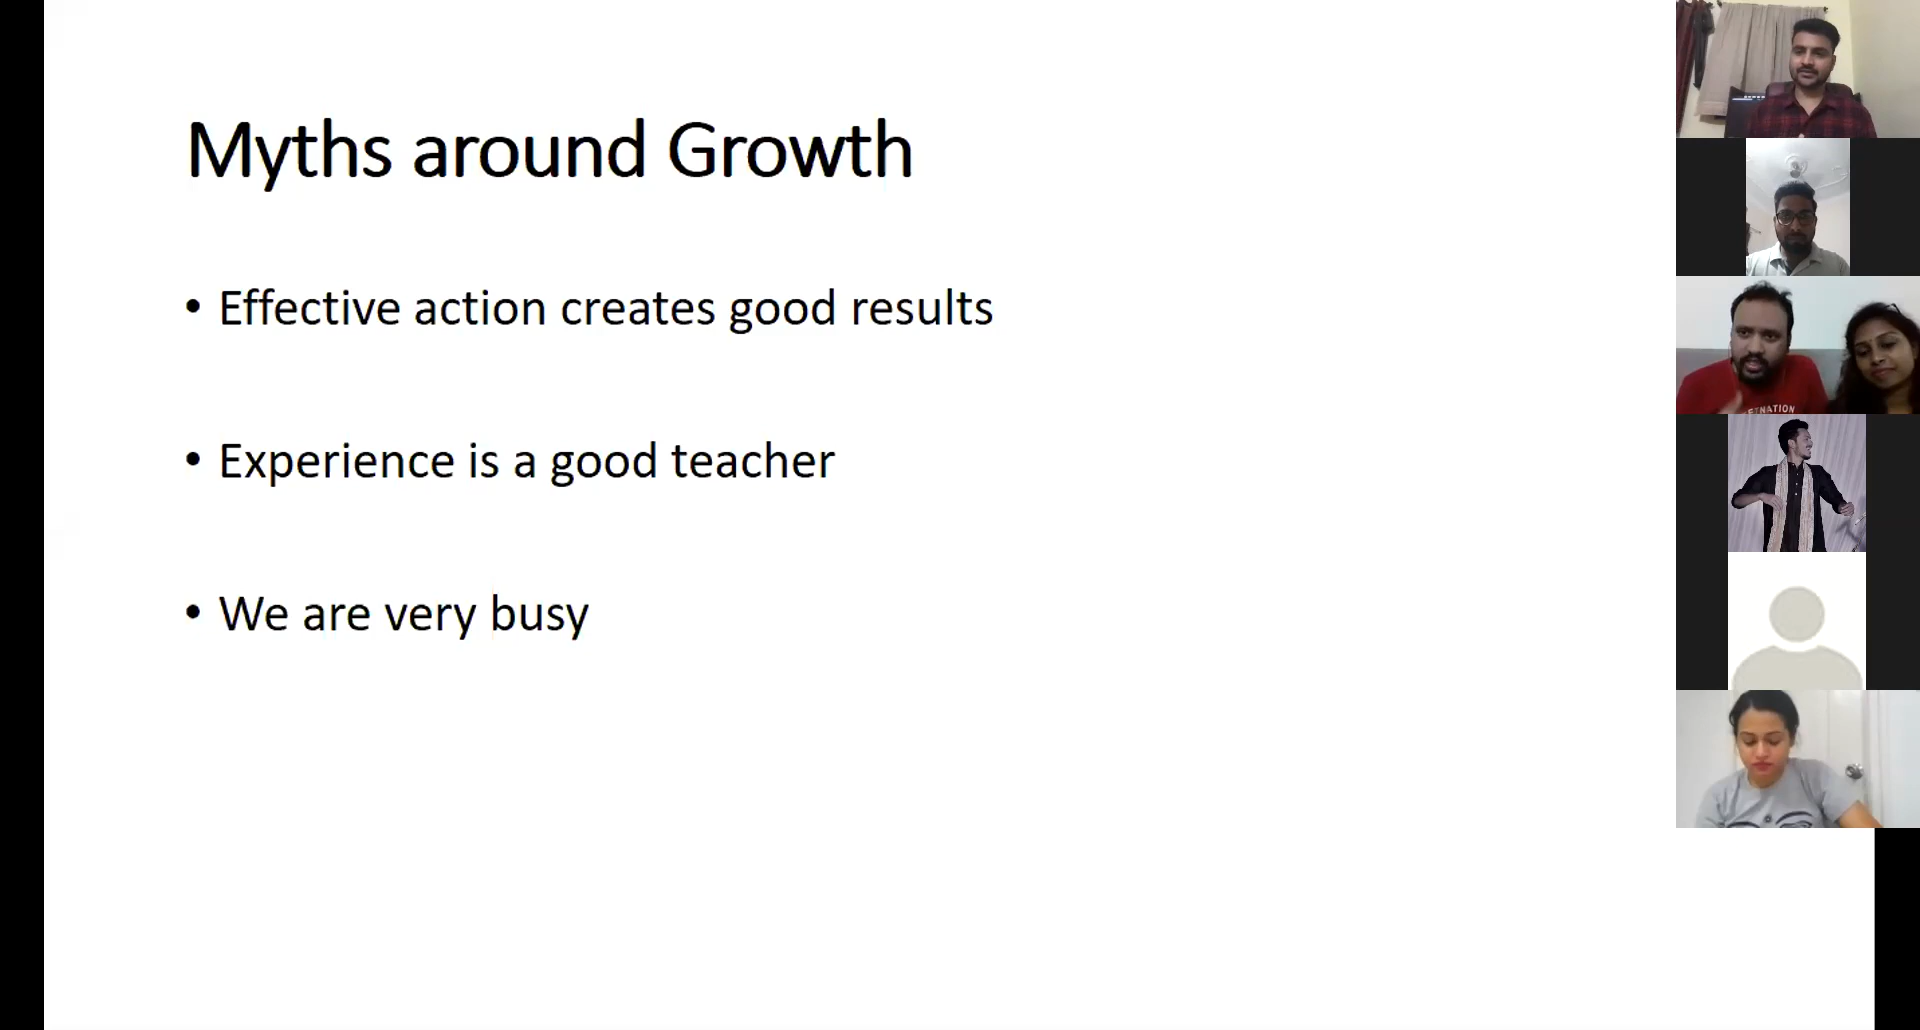 Myths around Growth
• Effective action creates good results
• Experience is a good teacher
• We are very busy